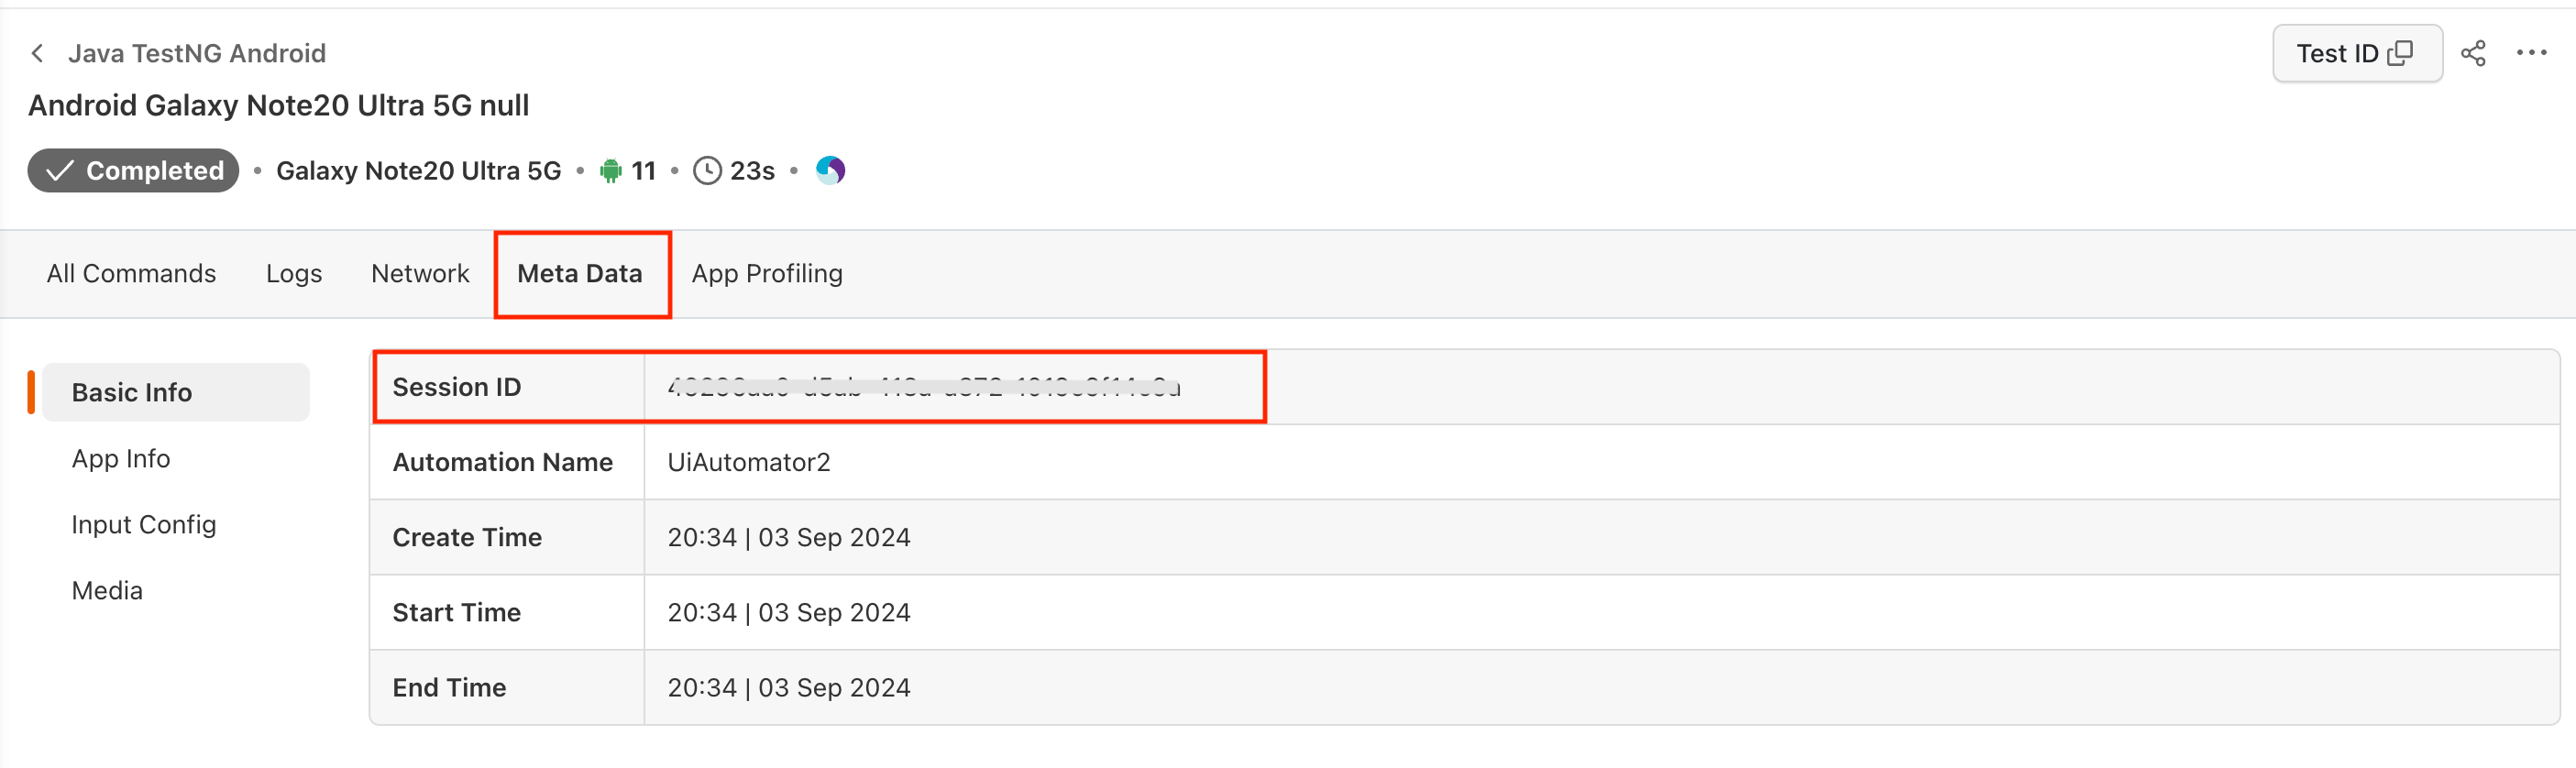 Java TestNG Android
Test ID
Android Galaxy Note20 Ultra 5G null
Completed • Galaxy Note20 Ultra 5G • 11 • 23s •
All Commands Logs Network Meta Data App Profiling
Basic Info
App Info
Input Config
Media
Session ID
Automation Name UiAutomator2
Create Time 20:34 | 03 Sep 2024
Start Time 20:34 | 03 Sep 2024
End Time 20:34 | 03 Sep 2024